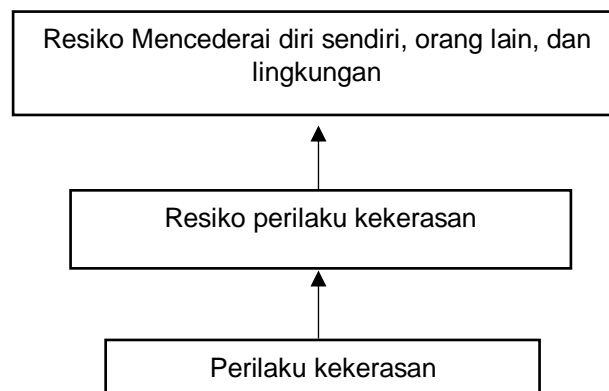 Resiko Mencederai diri sendiri, orang lain, dan
lingkungan
Resiko perilaku kekerasan
Perilaku kekerasan